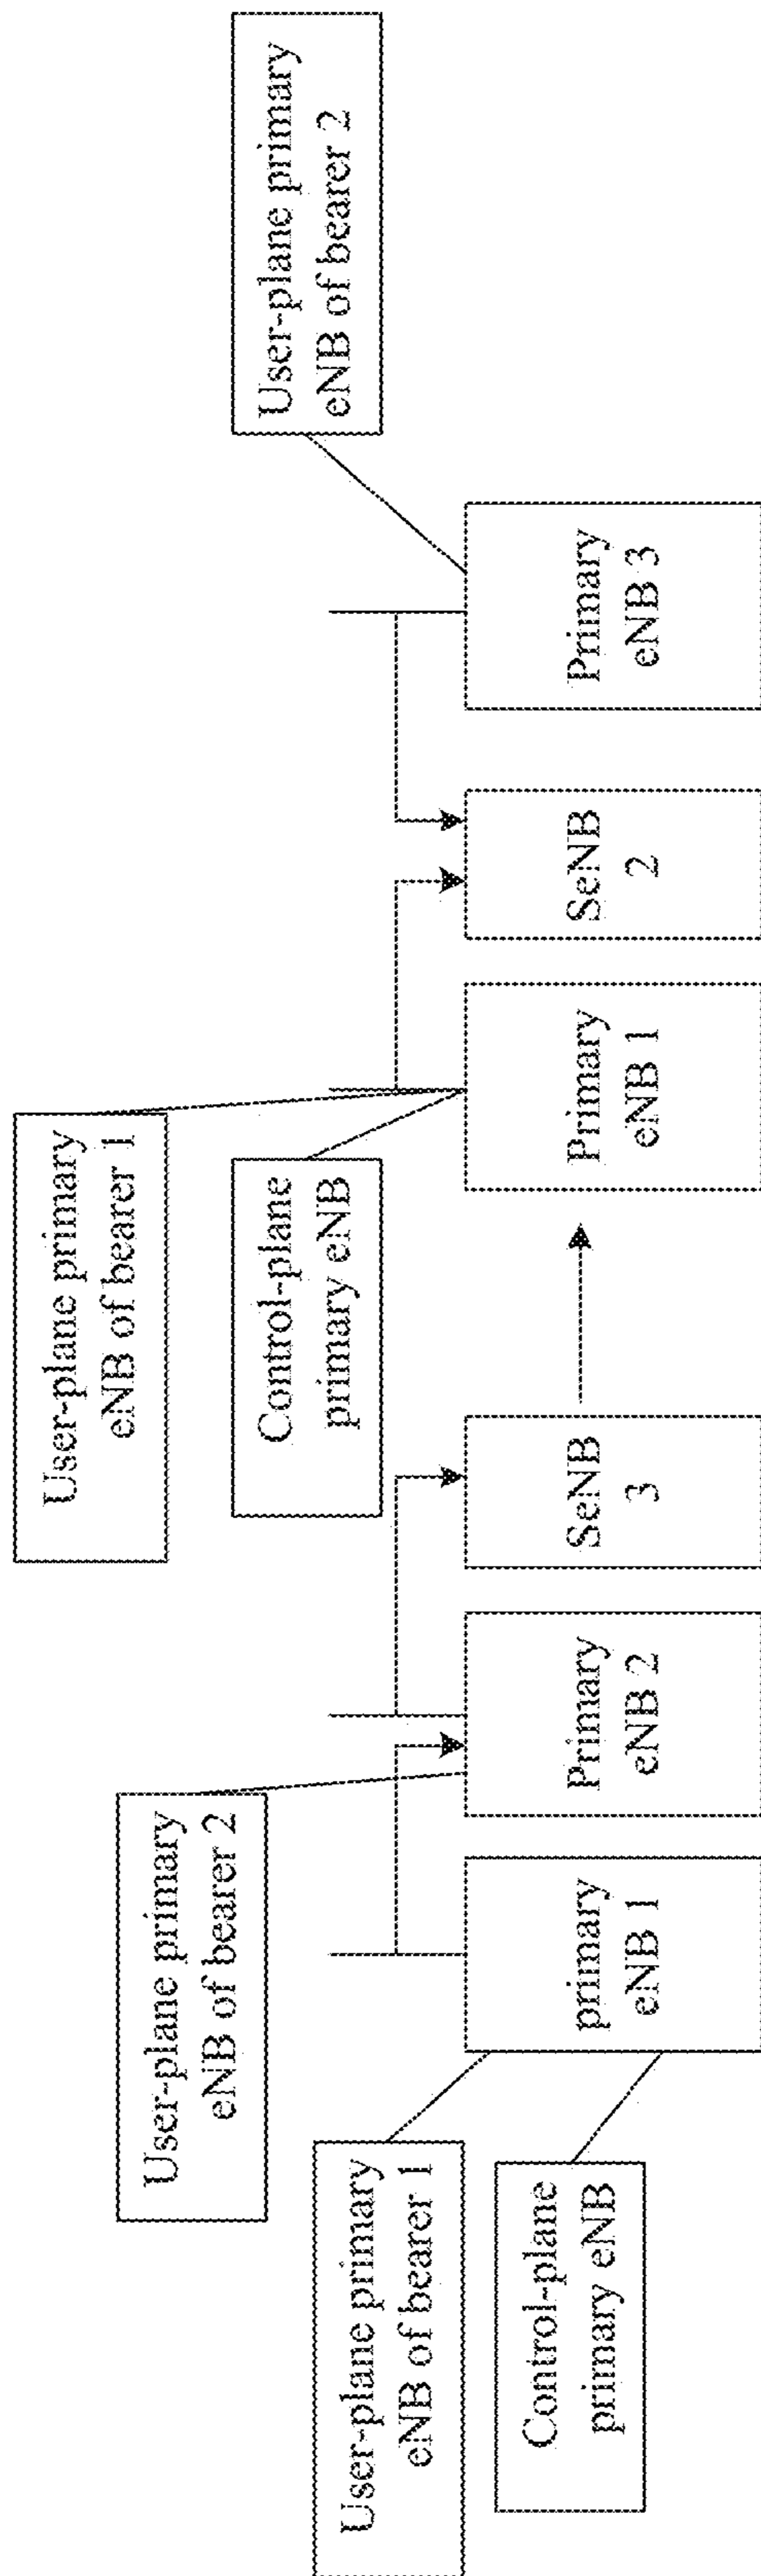 User-plane primary
eNB of bearer 1
Control-plane
primary eNB
User-plane primary
eNB of bearer 2
primary
eNB 1
Primary
eNB 2
SeNB
3
User-plane primary
eNB of bearer 1
Control-plane
primary eNB
Primary
eNB 1
SeNB
2
Primary
eNB 3
User-plane primary
eNB of bearer 2